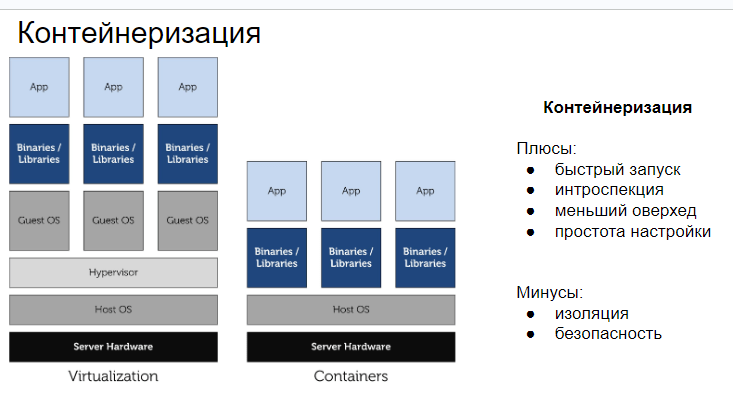 Контейнеризация
App App App
Binaries / Libraries Binaries / Libraries Binaries / Libraries
Guest OS Guest OS Guest OS
Hypervisor
Host OS
Server Hardware
Virtualization
App App App
Binaries / Libraries Binaries / Libraries Binaries / Libraries
Host OS
Server Hardware
Containers
Контейнеризация
Плюсы:
● быстрый запуск
● интроспекция
● меньший оверхед
● простота настройки
Минусы:
● изоляция
● безопасность